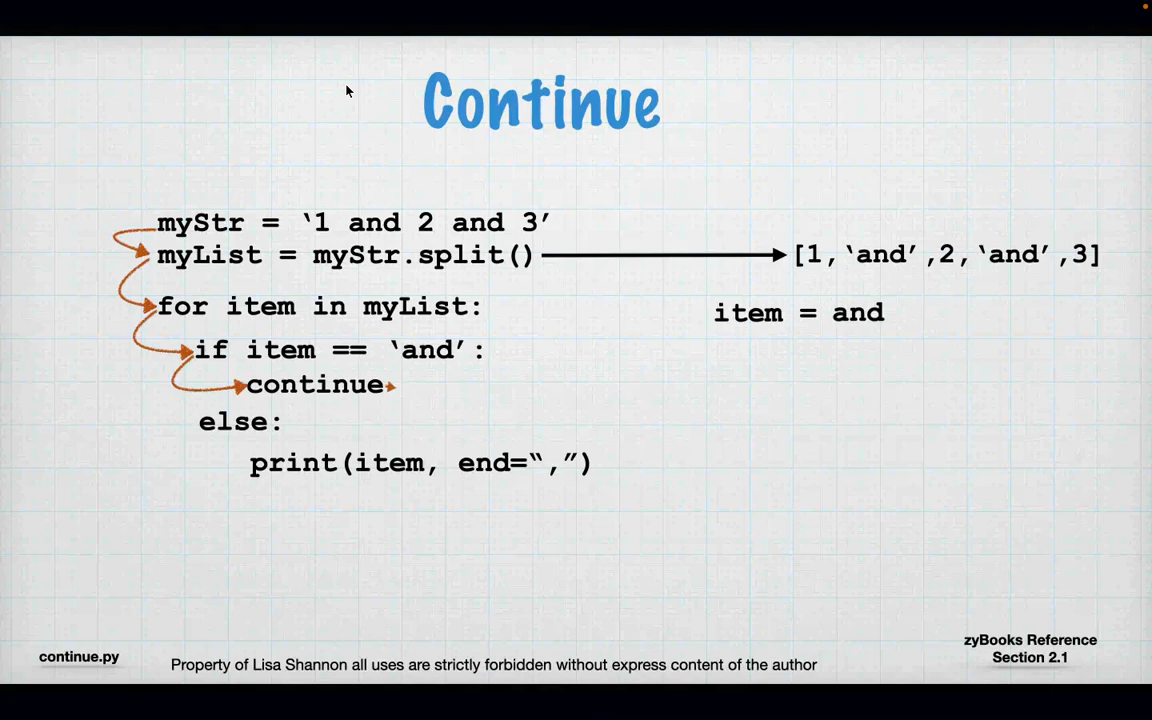 Continue
myStr = ‘1 and 2 and 3’
myList = myStr.split()
[1,‘and’,2,‘and’,3]
for item in myList:
item = and
if item == ‘and’:
continue
else:
print(item, end=“,”)
continue.py
Property of Lisa Shannon all uses are strictly forbidden without express content of the author
zyBooks Reference
Section 2.1